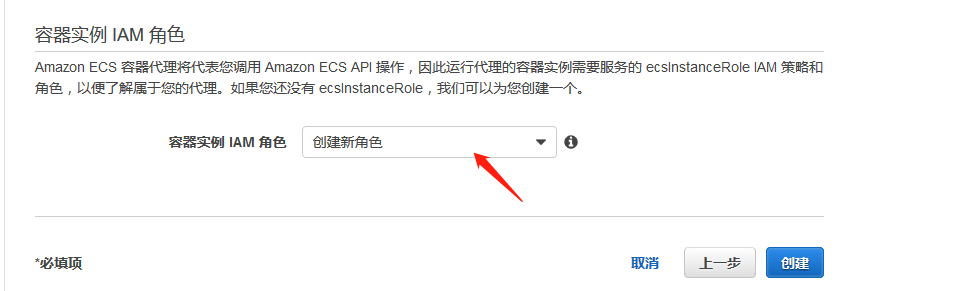 容器实例 IAM 角色
Amazon ECS 容器代理将代表您调用 Amazon ECS API 操作，因此运行代理的容器实例需要服务的 ecsInstanceRole IAM 策略和
角色，以便了解属于您的代理。如果您还没有 ecsInstanceRole，我们可以为您创建一个。
容器实例 IAM 角色 创建新角色
*必填项 取消 上一步 创建